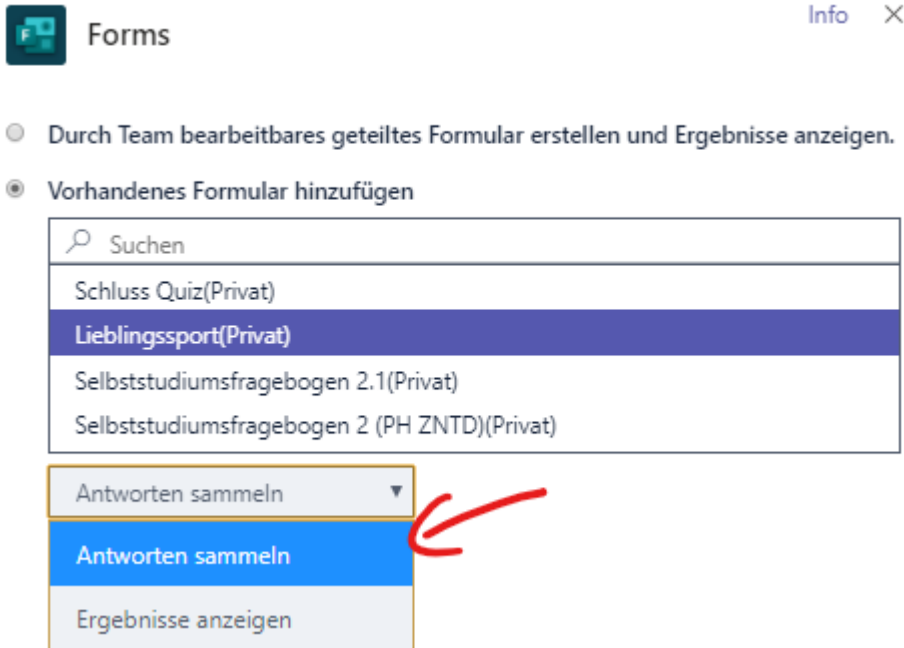 Info
Forms
Durch Team bearbeitbares geteiltes Formular erstellen und Ergebnisse anzeigen.
Vorhandenes Formular hinzufügen
Suchen
Schluss Quiz(Privat)
Lieblingssport(Privat)
Selbststudiumsfragebogen 2.1(Privat)
Selbststudiumsfragebogen 2 (PH ZNTD)(Privat)
Antworten sammeln
Antworten sammeln
Ergebnisse anzeigen